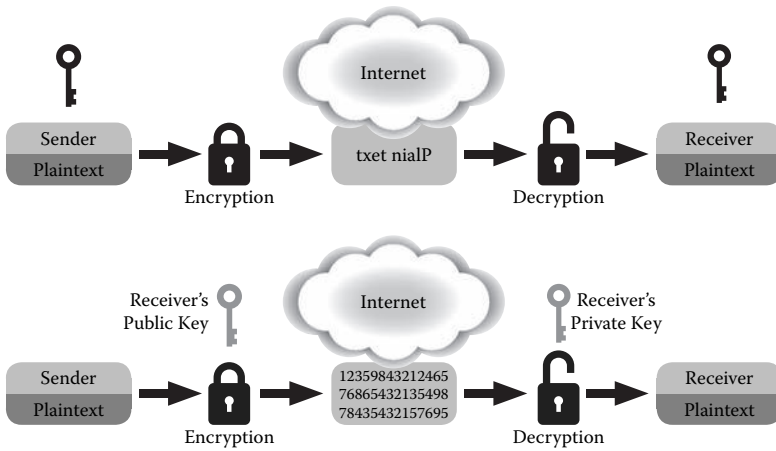 Internet
Sender
Plaintext
txet nialP
Receiver
Plaintext
Encryption
Decryption
Receiver's
Public Key
Internet
Receiver's
Private Key
Sender
Plaintext
12359843212465
76865432135498
78435432157695
Receiver
Plaintext
Encryption
Decryption